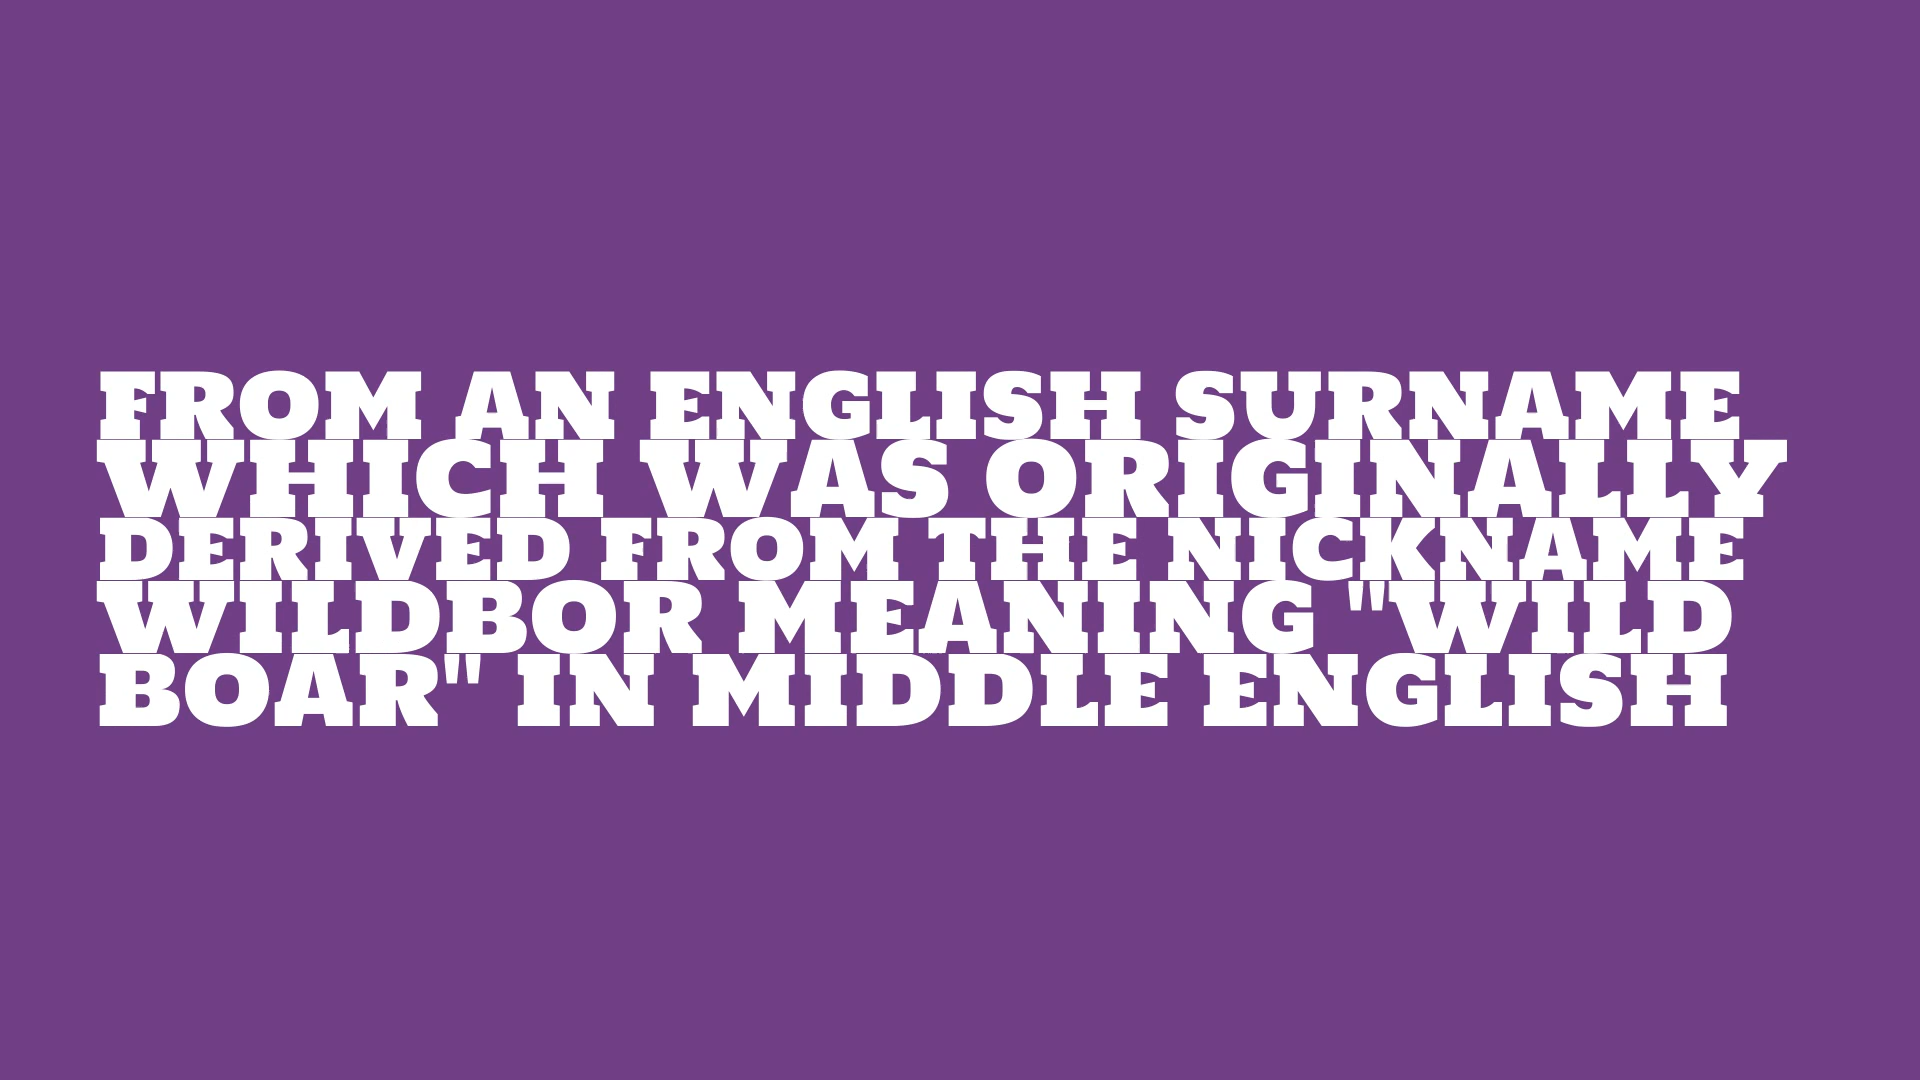 FROM AN ENGLISH SURNAME
WHICH WAS ORIGINALLY
DERIVED FROM THE NICKNAME
WILDBOR MEANING "WILD
BOAR" IN MIDDLE ENGLISH